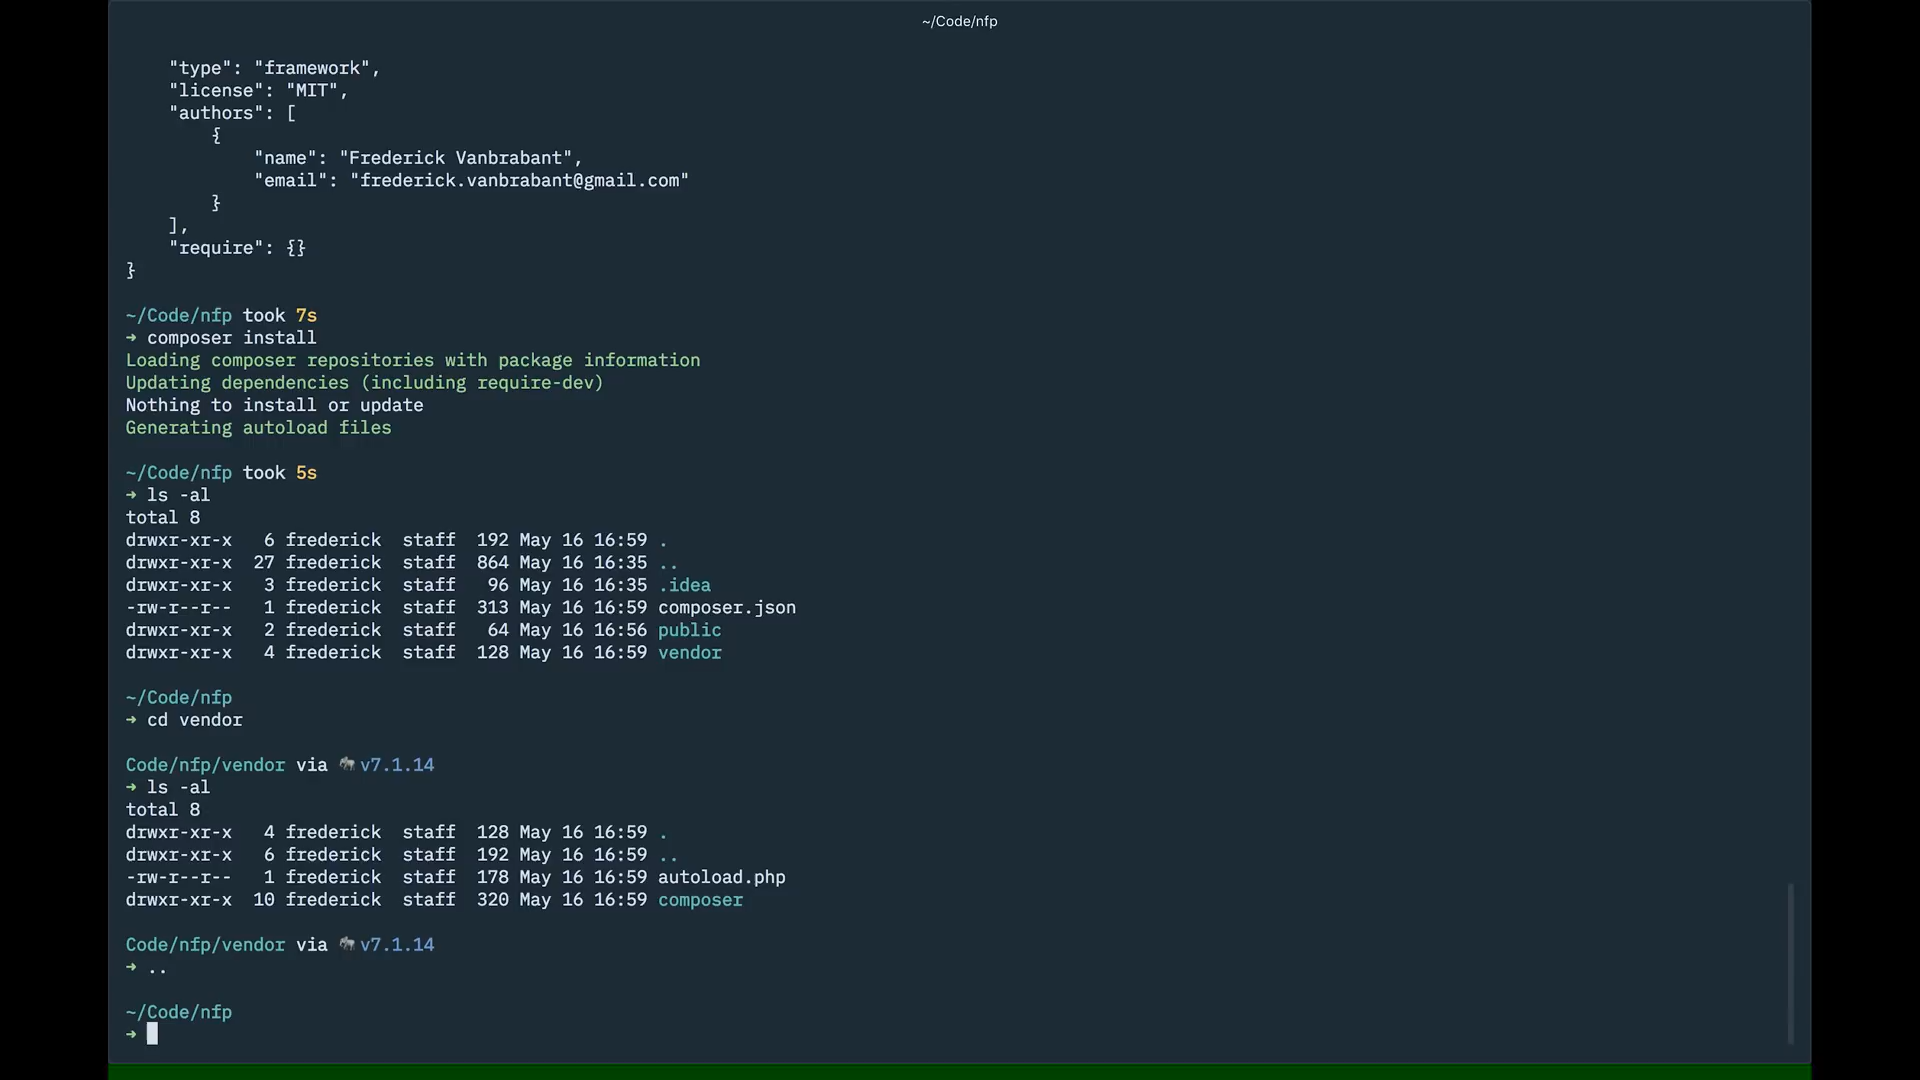 ~/Code/nfp
"type": "framework",
"license": "MIT",
"authors": [
{
"name": "Frederick Vanbrabant",
"email": "frederick.vanbrabant@gmail.com"
}
],
"require": {}
}
~/Code/nfp took 7s
➜ composer install
Loading composer repositories with package information
Updating dependencies (including require-dev)
Nothing to install or update
Generating autoload files
~/Code/nfp took 5s
➜ ls -al
total 8
drwxr-xr-x   6 frederick  staff  192 May 16 16:59 .
drwxr-xr-x  27 frederick  staff  864 May 16 16:35 ..
drwxr-xr-x   3 frederick  staff   96 May 16 16:35 .idea
-rw-r--r--   1 frederick  staff  313 May 16 16:59 composer.json
drwxr-xr-x   2 frederick  staff   64 May 16 16:56 public
drwxr-xr-x   4 frederick  staff  128 May 16 16:59 vendor
~/Code/nfp
➜ cd vendor
Code/nfp/vendor via 🐘 v7.1.14
➜ ls -al
total 8
drwxr-xr-x   4 frederick  staff  128 May 16 16:59 .
drwxr-xr-x   6 frederick  staff  192 May 16 16:59 ..
-rw-r--r--   1 frederick  staff  178 May 16 16:59 autoload.php
drwxr-xr-x  10 frederick  staff  320 May 16 16:59 composer
Code/nfp/vendor via 🐘 v7.1.14
➜ ..
~/Code/nfp
➜